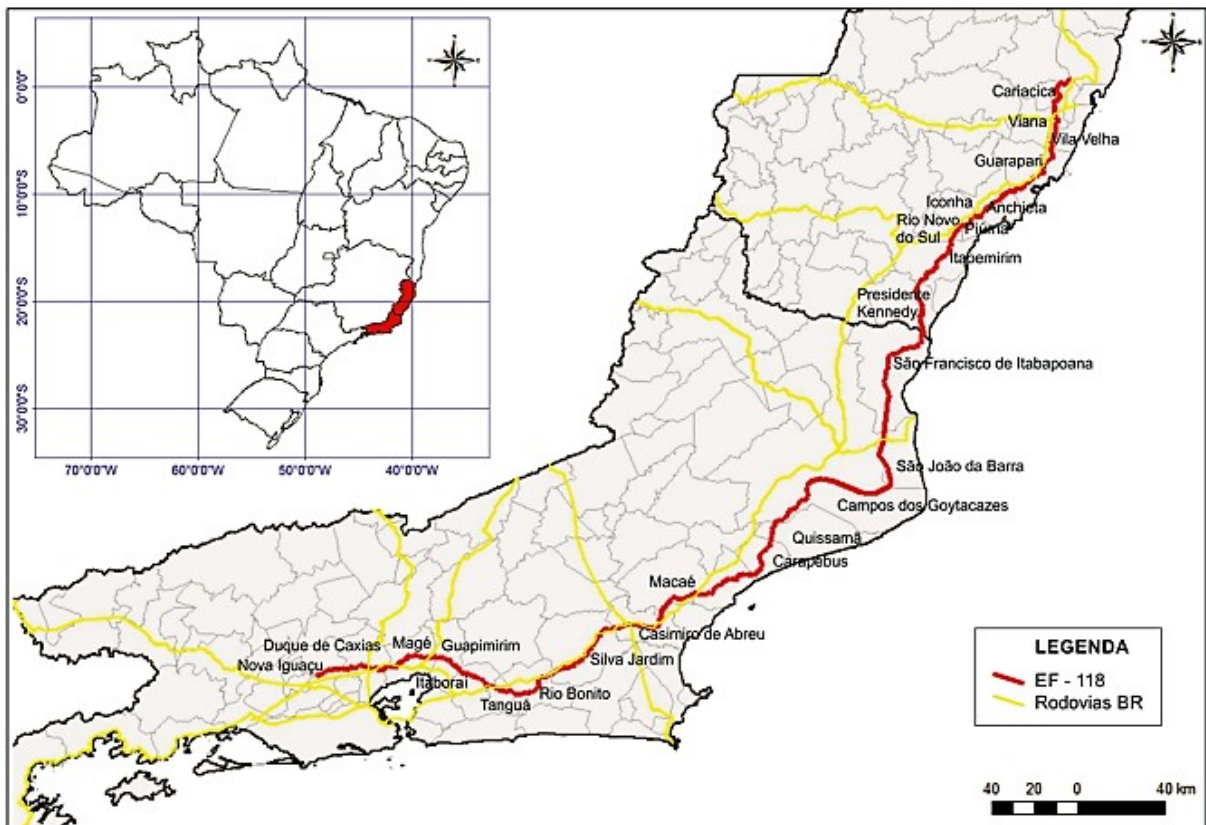 0°0'0"
10°0'0"S
20°0'0"S
30°0'0"S
70°0'0"W
60°0'0"W
50°0'0"W
40°0'0"W
Cariacica
Viana
Vila Velha
Guarapari
Iconha
Anchieta
Rio Novo
do Sul
Piúma
Itapemirim
Presidente
Kennedy
São Francisco de Itabapoana
São João da Barra
Campos dos Goytacazes
Quissamã
Carapebus
Macaé
Casimiro de Abreu
Silva Jardim
Rio Bonito
Tanguá
Itaboraí
Guapimirim
Magé
Duque de Caxias
Nova Iguaçu
LEGENDA
EF - 118
Rodovias BR
40 20 0 40 km